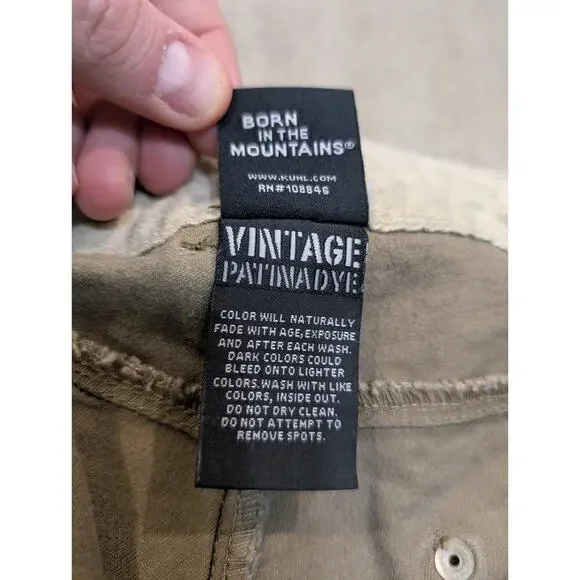 BORN
IN THE
MOUNTAINS®
WWW.KUHL.COM
RN#108846
VINTAGE
PATINADYE
COLOR WILL NATURALLY
FADE WITH AGE, EXPOSURE
AND AFTER EACH WASH.
DARK COLORS COULD
BLEED ONTO LIGHTER
COLORS. WASH WITH LIKE
COLORS, INSIDE OUT.
DO NOT DRY CLEAN.
DO NOT ATTEMPT TO
REMOVE SPOTS.